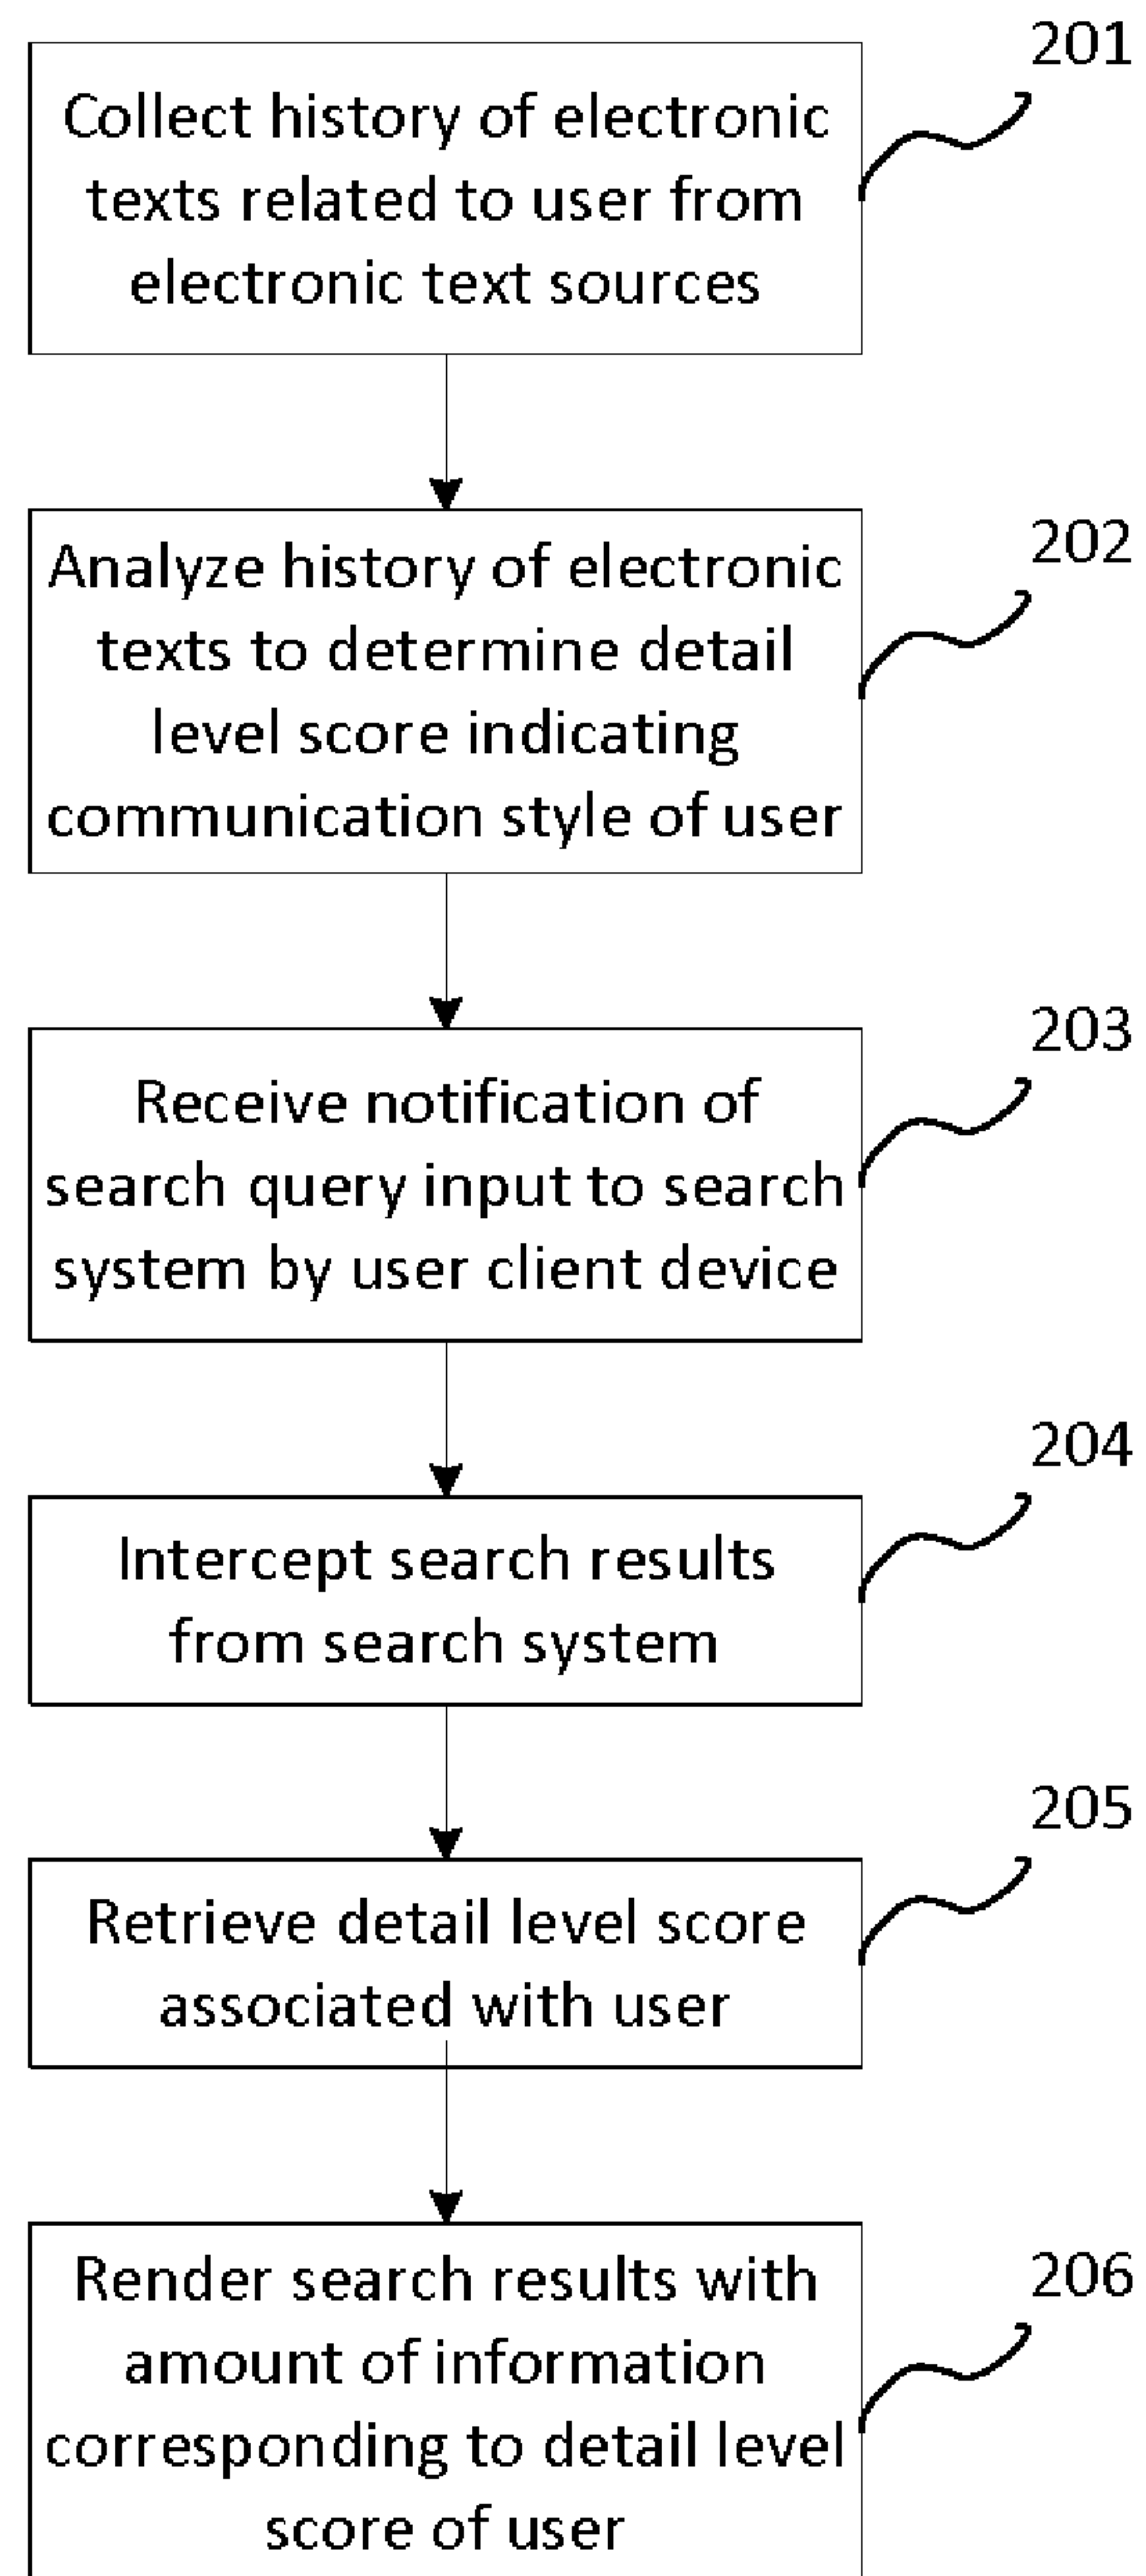 201
Collect history of electronic
texts related to user from
electronic text sources
202
Analyze history of electronic
texts to determine detail
level score indicating
communication style of user
203
Receive notification of
search query input to search
system by user client device
204
Intercept search results
from search system
205
Retrieve detail level score
associated with user
206
Render search results with
amount of information
corresponding to detail level
score of user